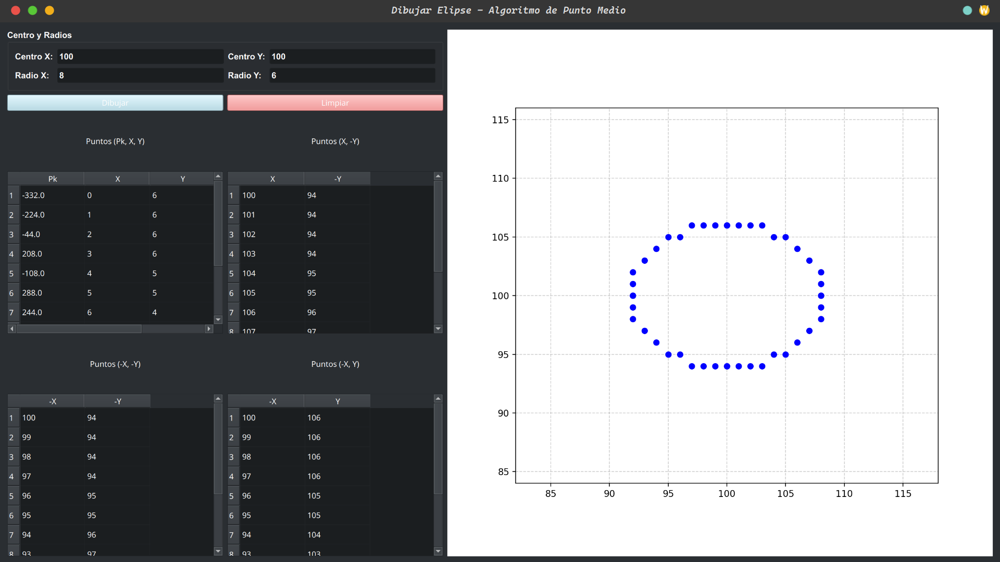 Dibujar Elipse – Algoritmo de Punto Medio
W
Centro y Radios
Centro X: 100 Centro Y: 100
Radio X: 8 Radio Y: 6
Dibujar Limpiar
Puntos (Pk, X, Y)
Pk X Y
1 -332.0 0 6
2 -224.0 1 6
3 -44.0 2 6
4 208.0 3 6
5 -108.0 4 5
6 288.0 5 5
7 244.0 6 4
Puntos (X, -Y)
X -Y
1 100 94
2 101 94
3 102 94
4 103 94
5 104 95
6 105 95
7 106 96
8 107 97
Puntos (-X, -Y)
-X -Y
1 100 94
2 99 94
3 98 94
4 97 94
5 96 95
6 95 95
7 94 96
8 93 97
Puntos (-X, Y)
-X Y
1 100 106
2 99 106
3 98 106
4 97 106
5 96 105
6 95 105
7 94 104
8 93 103
115
110
105
100
95
90
85
85 90 95 100 105 110 115